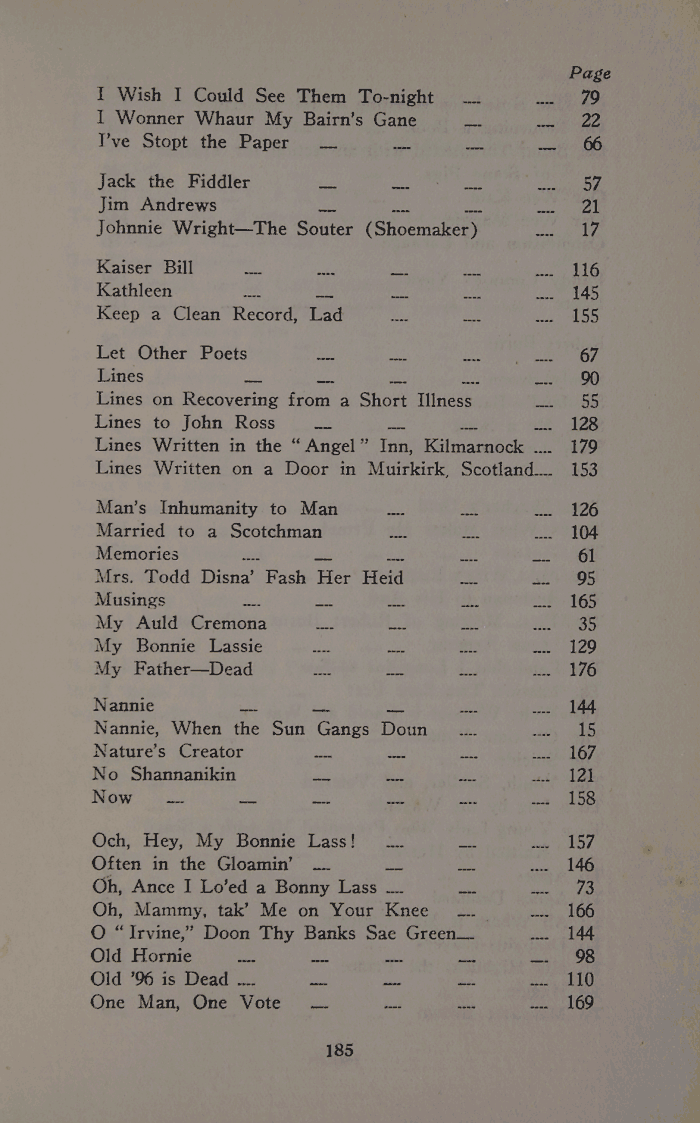 Page
I Wish I Could See Them To-night .... .... 79
I Wonner Whaur My Bairn's Gane .... .... 22
I've Stopt the Paper .... .... .... .... 66
Jack the Fiddler .... .... .... .... 57
Jim Andrews .... .... .... .... 21
Johnnie Wright—The Souter (Shoemaker) .... 17
Kaiser Bill .... .... .... .... .... 116
Kathleen .... .... .... .... .... 145
Keep a Clean Record, Lad .... .... .... 155
Let Other Poets .... .... .... .... 67
Lines .... .... .... .... .... 90
Lines on Recovering from a Short Illness .... 55
Lines to John Ross .... .... .... .... 128
Lines Written in the "Angel" Inn, Kilmarnock .... 179
Lines Written on a Door in Muirkirk, Scotland.... 153
Man's Inhumanity to Man .... .... .... 126
Married to a Scotchman .... .... .... 104
Memories .... .... .... .... .... 61
Mrs. Todd Disna' Fash Her Heid .... .... 95
Musings .... .... .... .... .... 165
My Auld Cremona .... .... .... .... 35
My Bonnie Lassie .... .... .... .... 129
My Father—Dead .... .... .... .... 176
Nannie .... .... .... .... .... 144
Nannie, When the Sun Gangs Doun .... .... 15
Nature's Creator .... .... .... .... 167
No Shannanikin .... .... .... .... 121
Now .... .... .... .... .... .... 158
Och, Hey, My Bonnie Lass! .... .... .... 157
Often in the Gloamin' .... .... .... .... 146
Oh, Ance I Lo'ed a Bonny Lass .... .... .... 73
Oh, Mammy, tak' Me on Your Knee .... .... 166
O "Irvine," Doon Thy Banks Sae Green.... .... 144
Old Hornie .... .... .... .... .... 98
Old '96 is Dead .... .... .... .... .... 110
One Man, One Vote .... .... .... .... 169
185